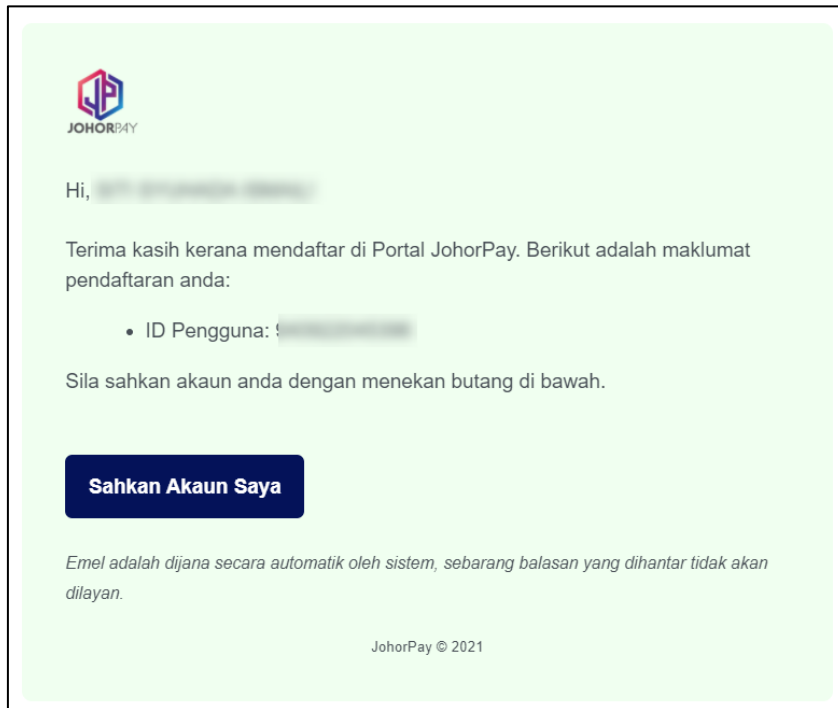 JP
JOHORPAY
Hi,
Terima kasih kerana mendaftar di Portal JohorPay. Berikut adalah maklumat
pendaftaran anda:
• ID Pengguna: 9
Sila sahkan akaun anda dengan menekan butang di bawah.
Sahkan Akaun Saya
Emel adalah dijana secara automatik oleh sistem, sebarang balasan yang dihantar tidak akan
dilayan.
JohorPay © 2021